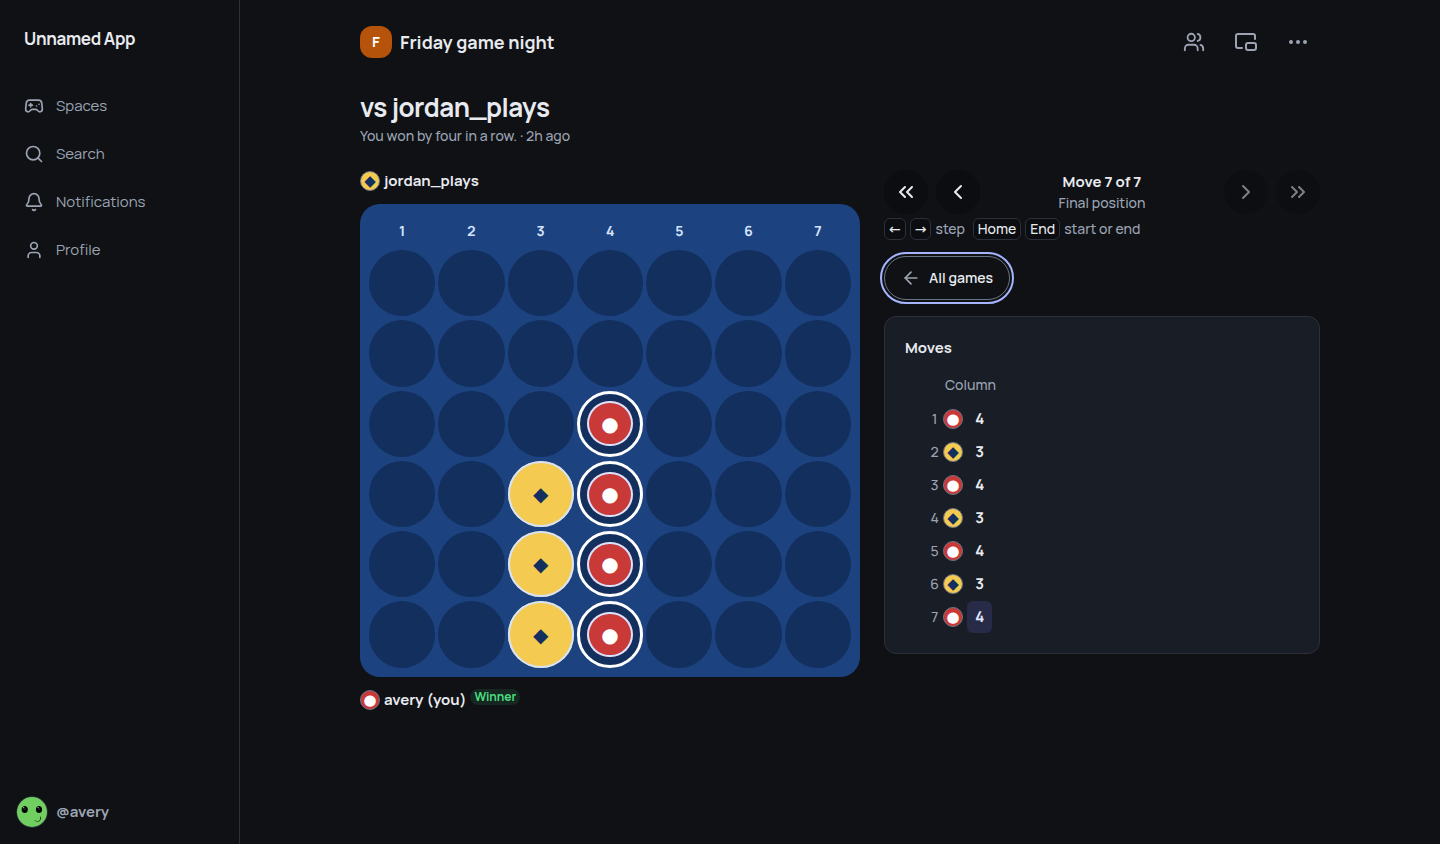 Unnamed App
Spaces
Search
Notifications
Profile
@avery
F Friday game night
vs jordan_plays
You won by four in a row. · 2h ago
jordan_plays
1 2 3 4 5 6 7
avery (you) Winner
Move 7 of 7
Final position
← → step Home End start or end
← All games
Moves
Column
1 4
2 3
3 4
4 3
5 4
6 3
7 4